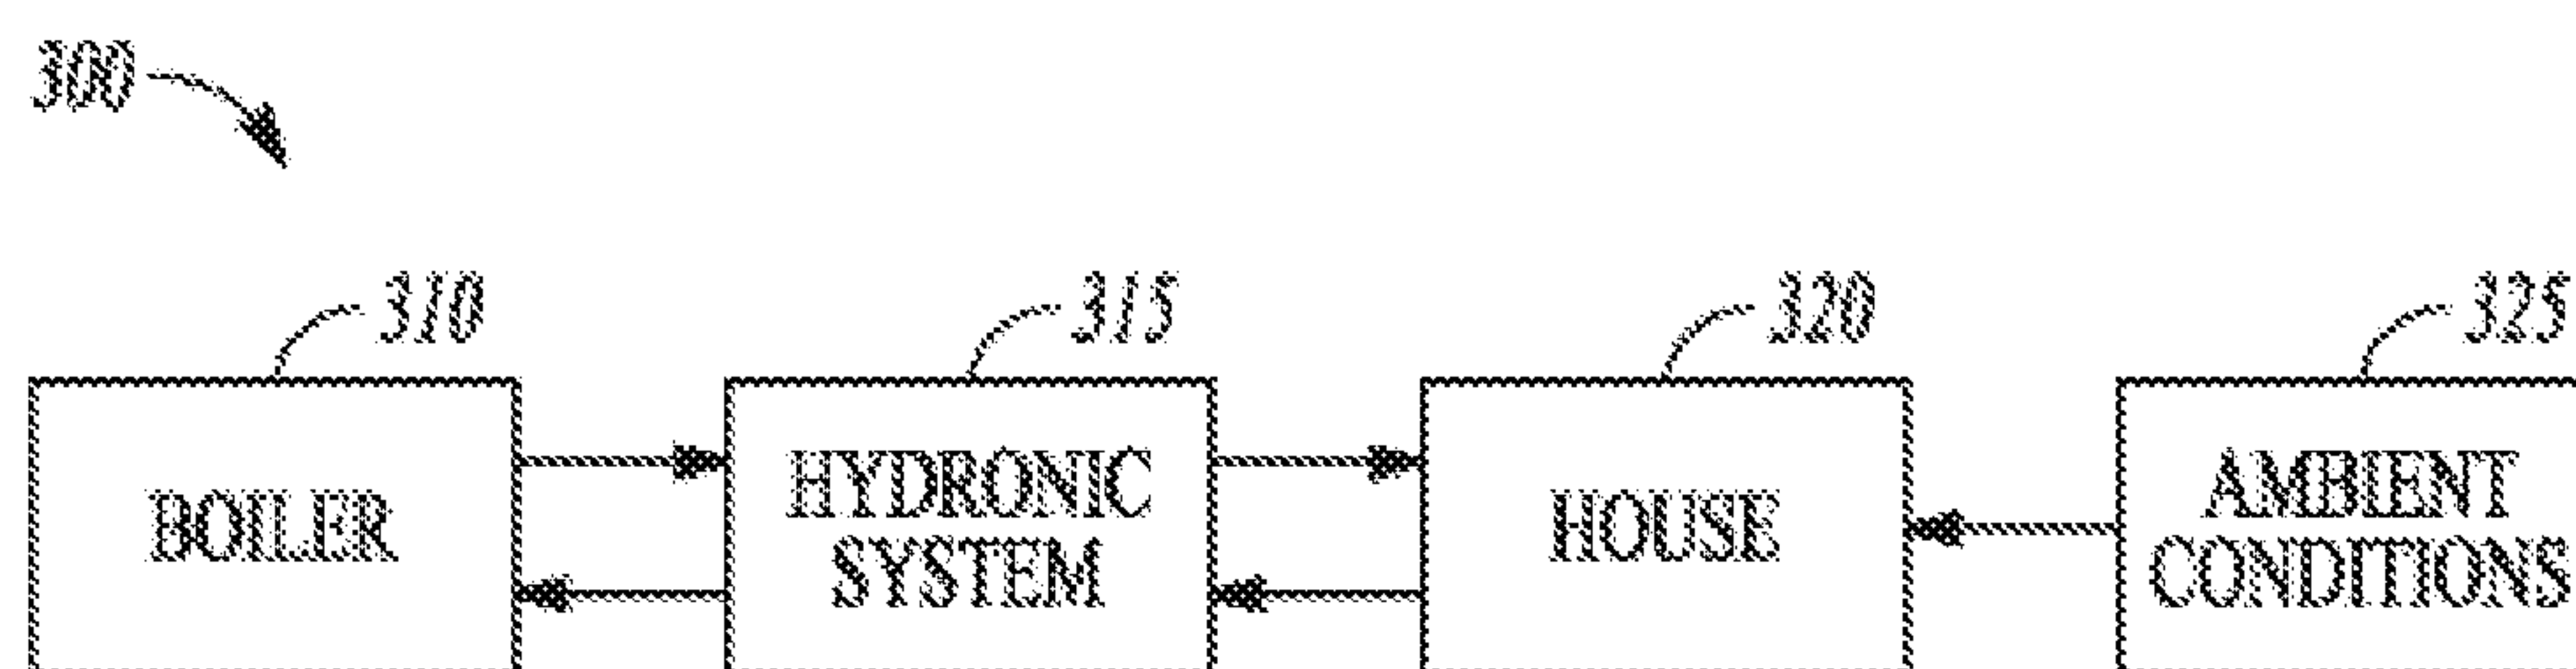 300
310
315
320
325
BOILER
HYDRONIC
SYSTEM
HOUSE
AMBIENT
CONDITIONS